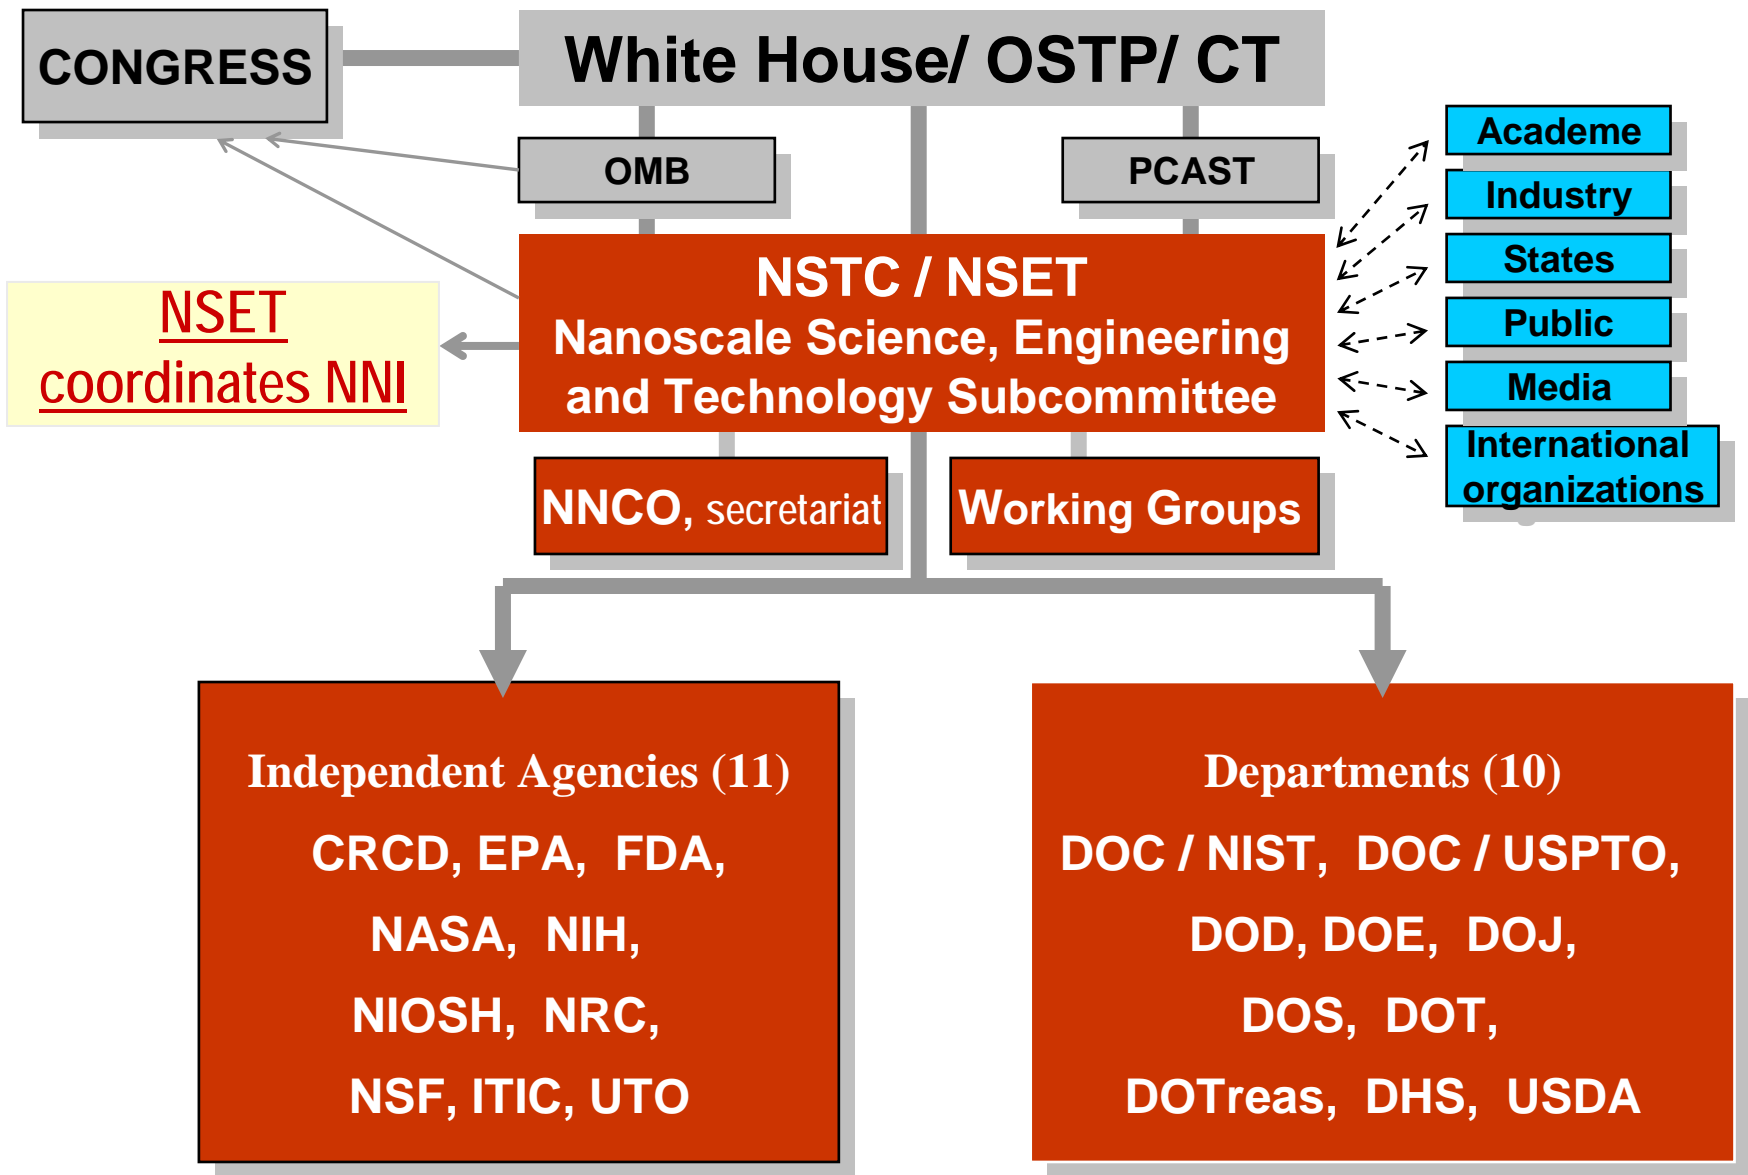 CONGRESS
White House/ OSTP/ CT
OMB
PCAST
Academe
Industry
States
Public
Media
International
organizations
NSTC / NSET
Nanoscale Science, Engineering
and Technology Subcommittee
NSET
coordinates NNI
NNCO, secretariat
Working Groups
Independent Agencies (11)
CRCD, EPA, FDA,
NASA, NIH,
NIOSH, NRC,
NSF, ITIC, UTO
Departments (10)
DOC / NIST, DOC / USPTO,
DOD, DOE, DOJ,
DOS, DOT,
DOTreas, DHS, USDA